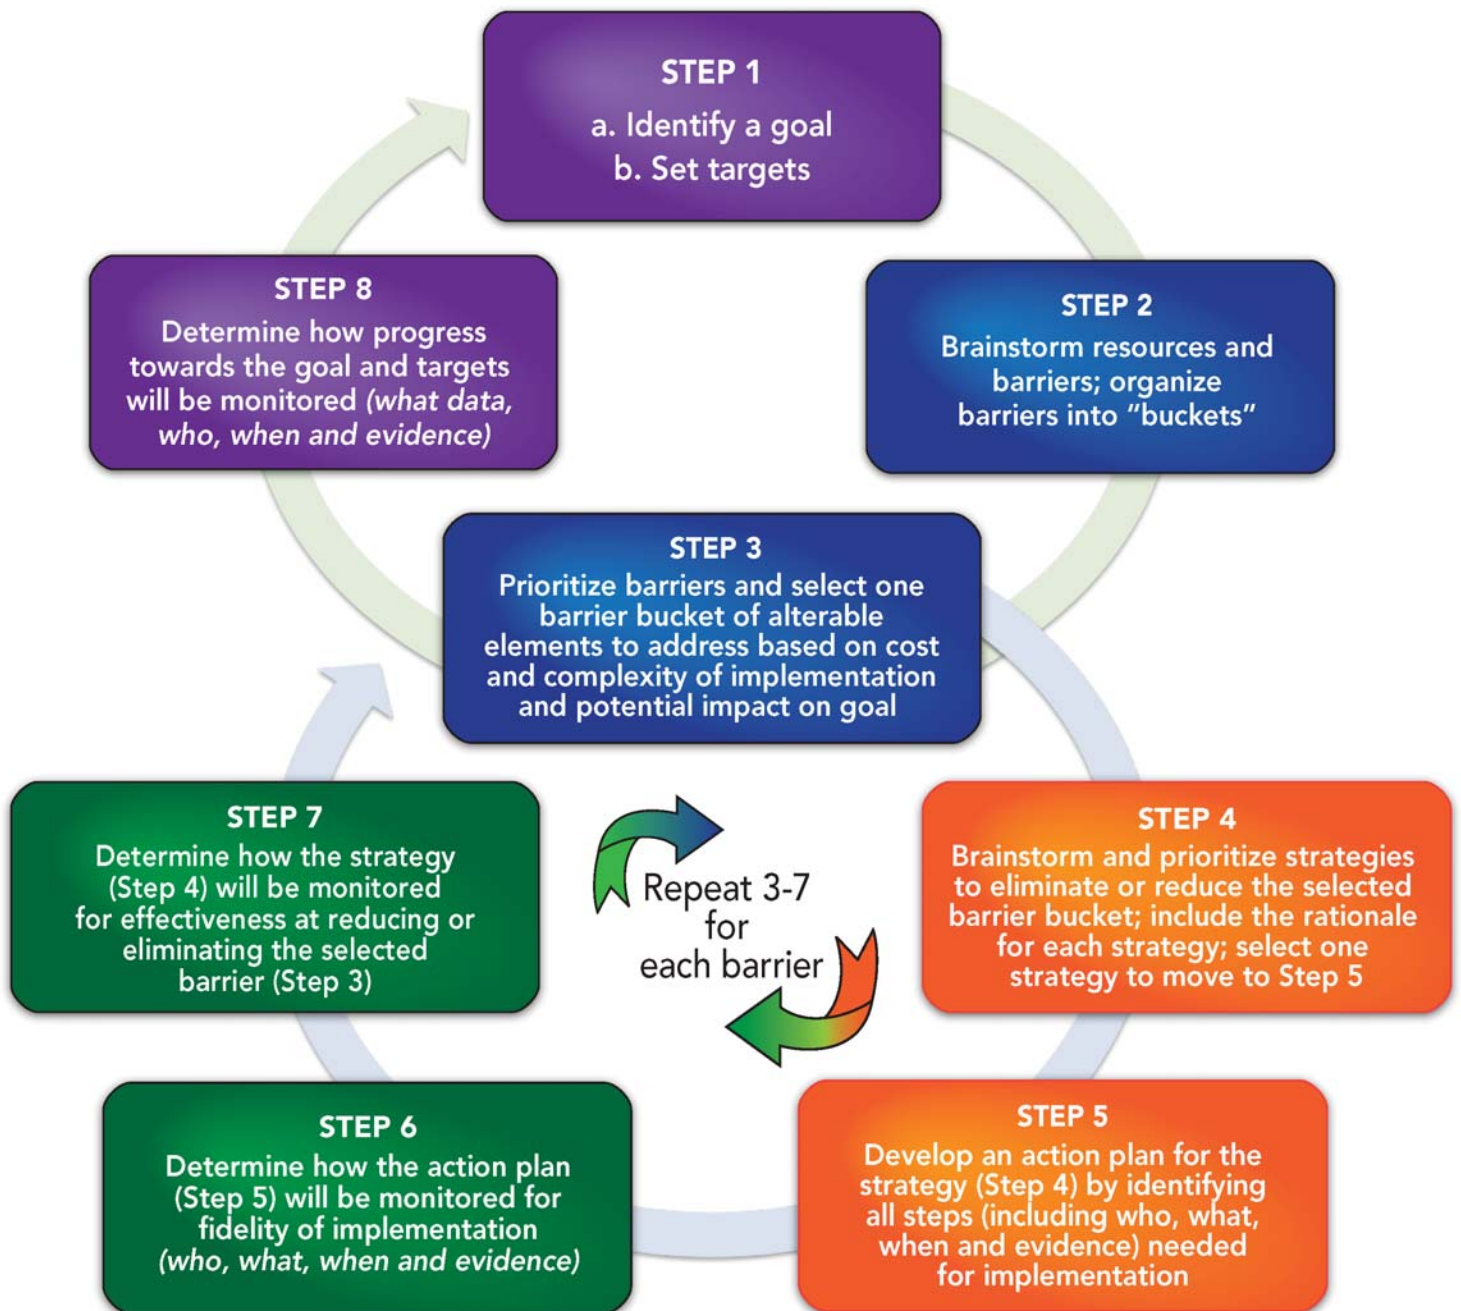 STEP 1
a. Identify a goal
b. Set targets
STEP 2
Brainstorm resources and
barriers; organize
barriers into “buckets”
STEP 3
Prioritize barriers and select one
barrier bucket of alterable
elements to address based on cost
and complexity of implementation
and potential impact on goal
STEP 4
Brainstorm and prioritize strategies
to eliminate or reduce the selected
barrier bucket; include the rationale
for each strategy; select one
strategy to move to Step 5
STEP 5
Develop an action plan for the
strategy (Step 4) by identifying
all steps (including who, what,
when and evidence) needed
for implementation
STEP 6
Determine how the action plan
(Step 5) will be monitored for
fidelity of implementation
(who, what, when and evidence)
STEP 7
Determine how the strategy
(Step 4) will be monitored
for effectiveness at reducing or
eliminating the selected
barrier (Step 3)
STEP 8
Determine how progress
towards the goal and targets
will be monitored (what data,
who, when and evidence)
Repeat 3-7
for
each barrier